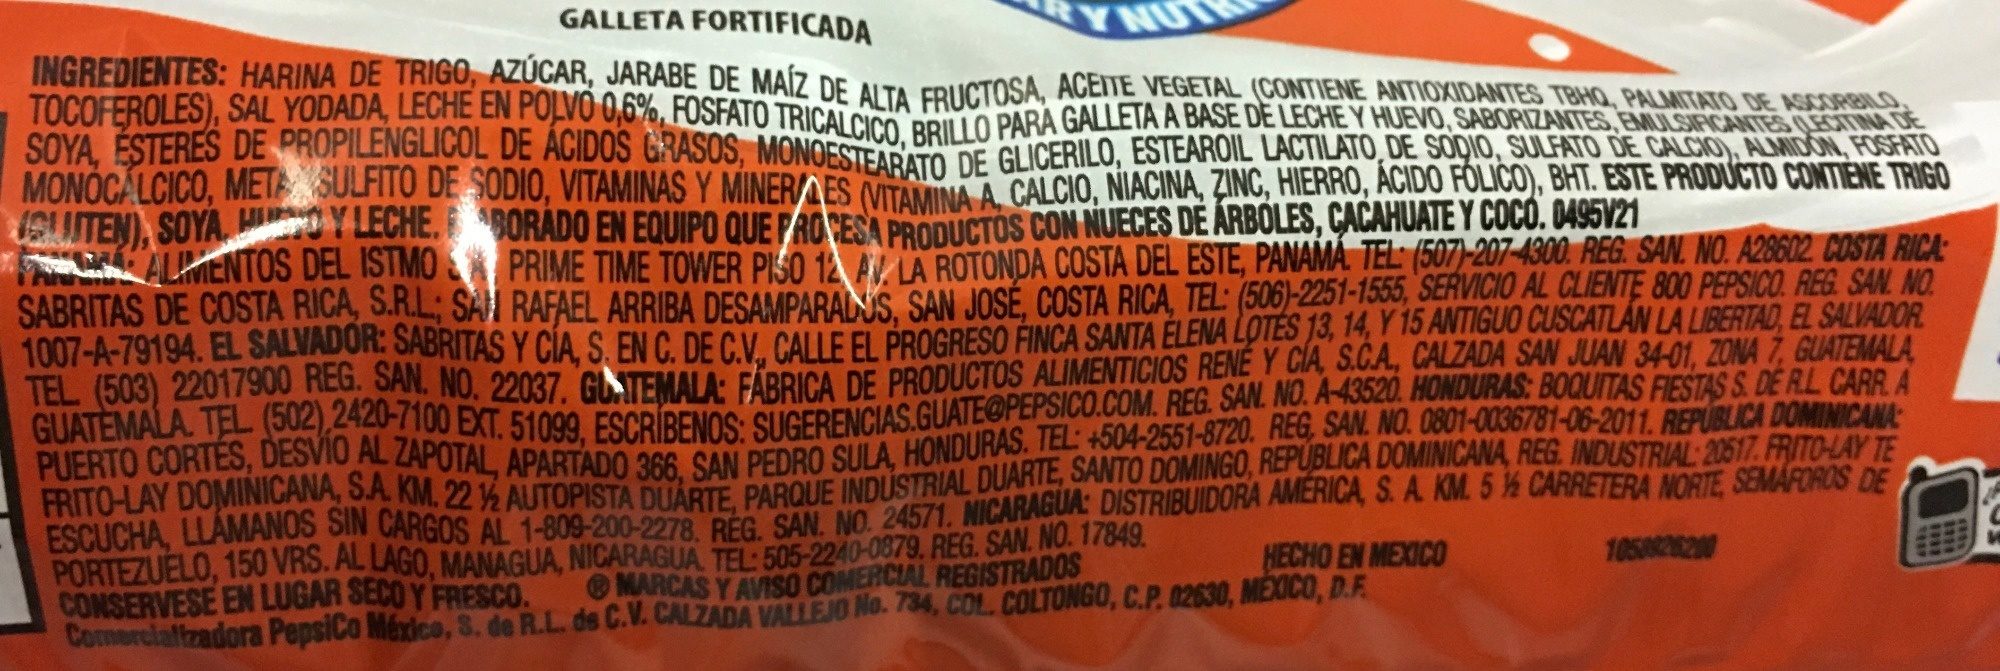 Y NUTRI
GALLETA FORTIFICADA
INGREDIENTES: HARINA DE TRIGO, AZÚCAR, JARABE DE MAÍZ DE ALTA FRUCTOSA, ACEITE VEGETAL (CONTIENE ANTIOXIDANTES TBHQ, PALMITATO DE ASCORBILO,
TOCOFEROLES), SAL YODADA, LECHE EN POLVO 0,6%, FOSFATO TRICALCICO, BRILLO PARA GALLETA A BASE DE LECHE Y HUEVO, SABORIZANTES, EMULSIFICANTES (LECITINA DE
SOYA, ÉSTERES DE PROPILENGLICOL DE ÁCIDOS GRASOS, MONOESTEARATO DE GLICERILO, ESTEAROIL LACTILATO DE SODIO, SULFATO DE CALCIO), ALMIDÓN, FOSFATO
MONOCÁLCICO, META SULFITO DE SODIO, VITAMINAS Y MINERALES (VITAMINA A, CALCIO, NIACINA, ZINC, HIERRO, ÁCIDO FÓLICO), BHT. ESTE PRODUCTO CONTIENE TRIGO
(GLUTEN), SOYA, HUEVO Y LECHE. ELABORADO EN EQUIPO QUE PROCESA PRODUCTOS CON NUECES DE ÁRBOLES, CACAHUATE Y COCO. 0495V21
PANAMÁ: ALIMENTOS DEL ISTMO S.A. PRIME TIME TOWER PISO 12 AV. LA ROTONDA COSTA DEL ESTE, PANAMÁ. TEL: (507)-207-4300. REG. SAN. NO. A28602. COSTA RICA:
SABRITAS DE COSTA RICA, S.R.L.; SAN RAFAEL ARRIBA DESAMPARADOS, SAN JOSÉ, COSTA RICA, TEL: (506)-2251-1555, SERVICIO AL CLIENTE 800 PEPSICO. REG. SAN. NO.
1007-A-79194. EL SALVADOR: SABRITAS Y CÍA, S. EN C. DE C.V., CALLE EL PROGRESO FINCA SANTA ELENA LOTES 13, 14, Y 15 ANTIGUO CUSCATLÁN LA LIBERTAD, EL SALVADOR.
TEL. (503) 22017900 REG. SAN. NO. 22037. GUATEMALA: FÁBRICA DE PRODUCTOS ALIMENTICIOS RENÉ Y CÍA, S.C.A., CALZADA SAN JUAN 34-01, ZONA 7, GUATEMALA,
GUATEMALA. TEL. (502) 2420-7100 EXT. 51099, ESCRÍBENOS: SUGERENCIAS.GUATE@PEPSICO.COM. REG. SAN. NO. A-43520. HONDURAS: BOQUITAS FIESTAS S. DE R.L. CARR. A
PUERTO CORTÉS, DESVÍO AL ZAPOTAL, APARTADO 366, SAN PEDRO SULA, HONDURAS. TEL: +504-2551-8720. REG. SAN. NO. 0801-0036781-06-2011. REPÚBLICA DOMINICANA:
FRITO-LAY DOMINICANA, S.A. KM. 22 ½ AUTOPISTA DUARTE, PARQUE INDUSTRIAL DUARTE, SANTO DOMINGO, REPÚBLICA DOMINICANA, REG. INDUSTRIAL: 20517. FRITO-LAY TE
ESCUCHA, LLÁMANOS SIN CARGOS AL 1-809-200-2278. REG. SAN. NO. 24571. NICARAGUA: DISTRIBUIDORA AMÉRICA, S. A. KM. 5 ½ CARRETERA NORTE, SEMÁFOROS DE
PORTEZUELO, 150 VRS. AL LAGO, MANAGUA, NICARAGUA. TEL: 505-2240-0879. REG. SAN. NO. 17849.
CONSERVESE EN LUGAR SECO Y FRESCO. ® MARCAS Y AVISO COMERCIAL REGISTRADOS HECHO EN MEXICO
Comercializadora PepsiCo México, S. de R.L. de C.V. CALZADA VALLEJO No. 734, COL. COLTONGO, C.P. 02630, MÉXICO, D.F.